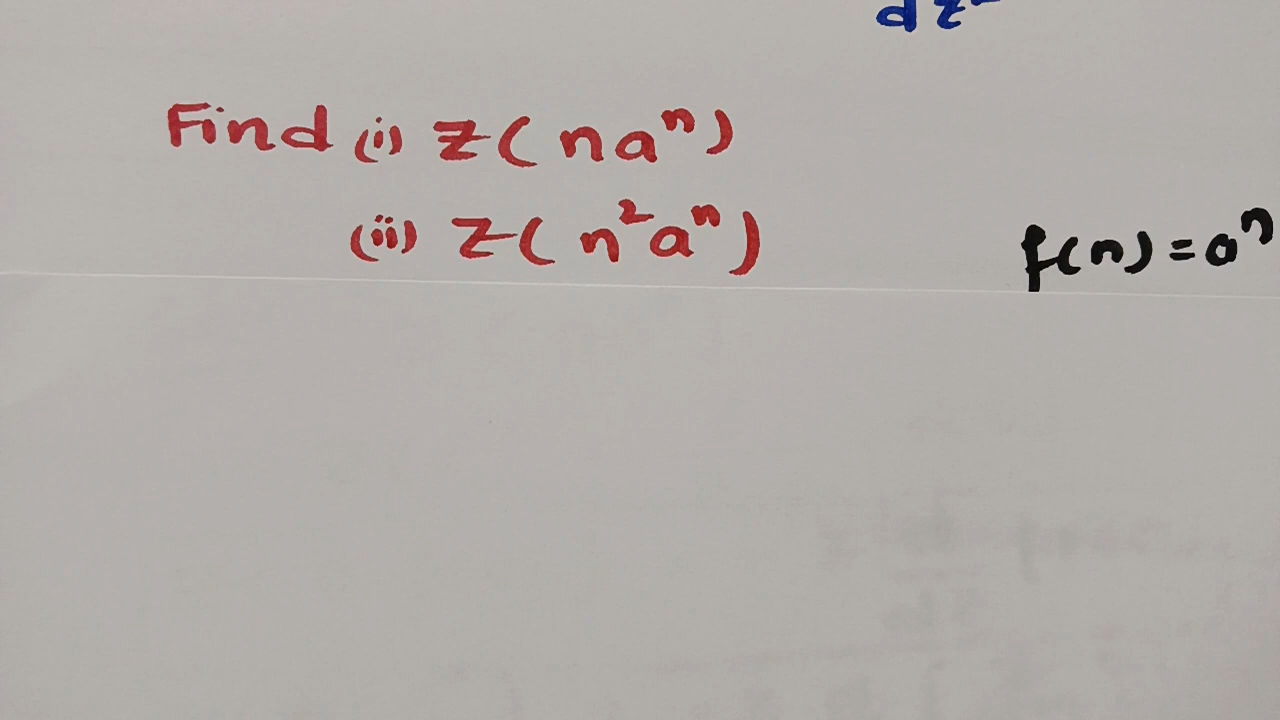 Find (i) Z(naⁿ)
(ii) Z(n²aⁿ)
f(n) = aⁿ